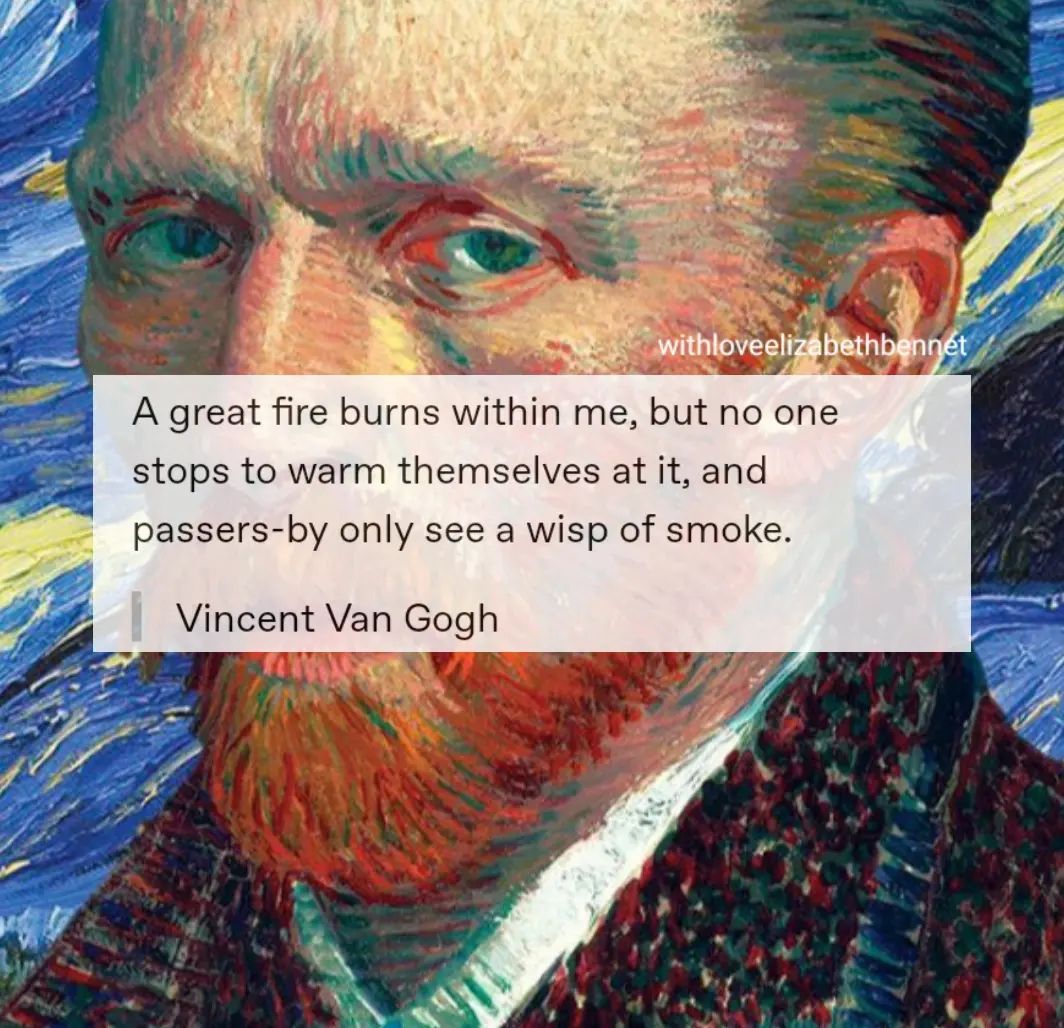 withloveelizabethbennet
A great fire burns within me, but no one
stops to warm themselves at it, and
passers-by only see a wisp of smoke.
Vincent Van Gogh